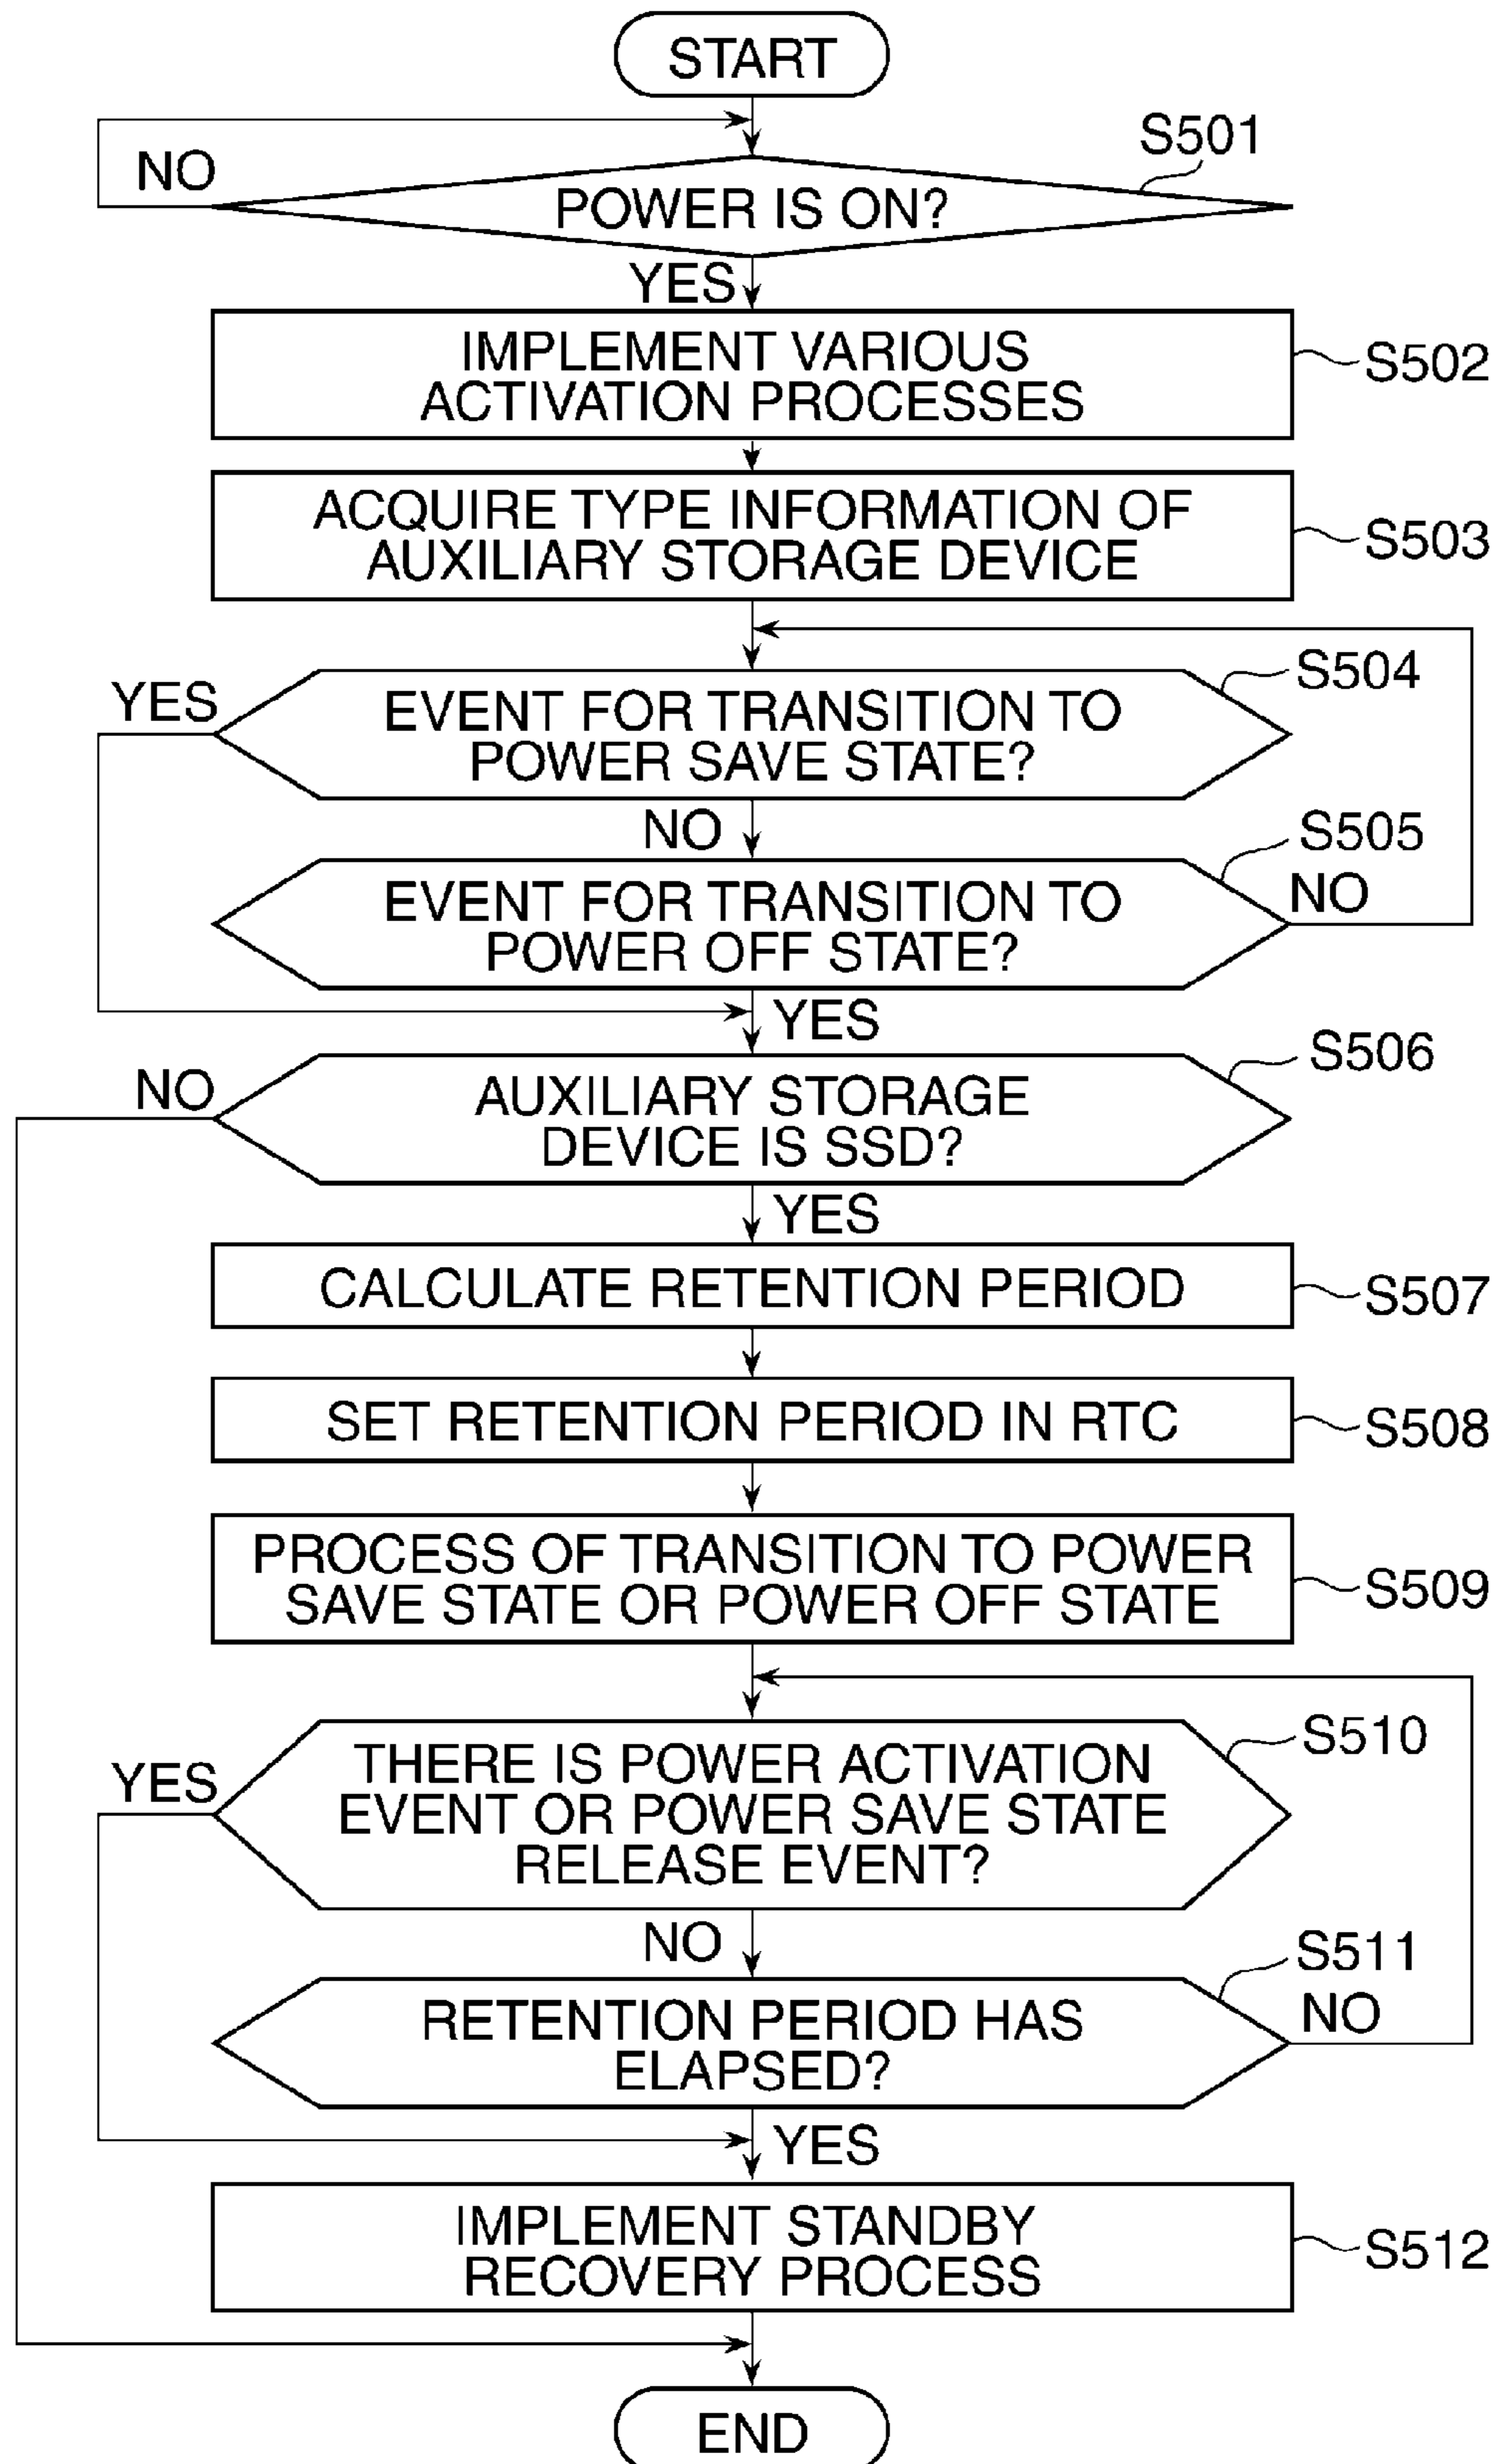 START
S501
NO
POWER IS ON?
YES
IMPLEMENT VARIOUS
ACTIVATION PROCESSES
S502
ACQUIRE TYPE INFORMATION OF
AUXILIARY STORAGE DEVICE
S503
S504
YES
EVENT FOR TRANSITION TO
POWER SAVE STATE?
NO
S505
EVENT FOR TRANSITION TO
POWER OFF STATE?
NO
YES
S506
NO
AUXILIARY STORAGE
DEVICE IS SSD?
YES
CALCULATE RETENTION PERIOD
S507
SET RETENTION PERIOD IN RTC
S508
PROCESS OF TRANSITION TO POWER
SAVE STATE OR POWER OFF STATE
S509
S510
YES
THERE IS POWER ACTIVATION
EVENT OR POWER SAVE STATE
RELEASE EVENT?
NO
S511
NO
RETENTION PERIOD HAS
ELAPSED?
YES
IMPLEMENT STANDBY
RECOVERY PROCESS
S512
END